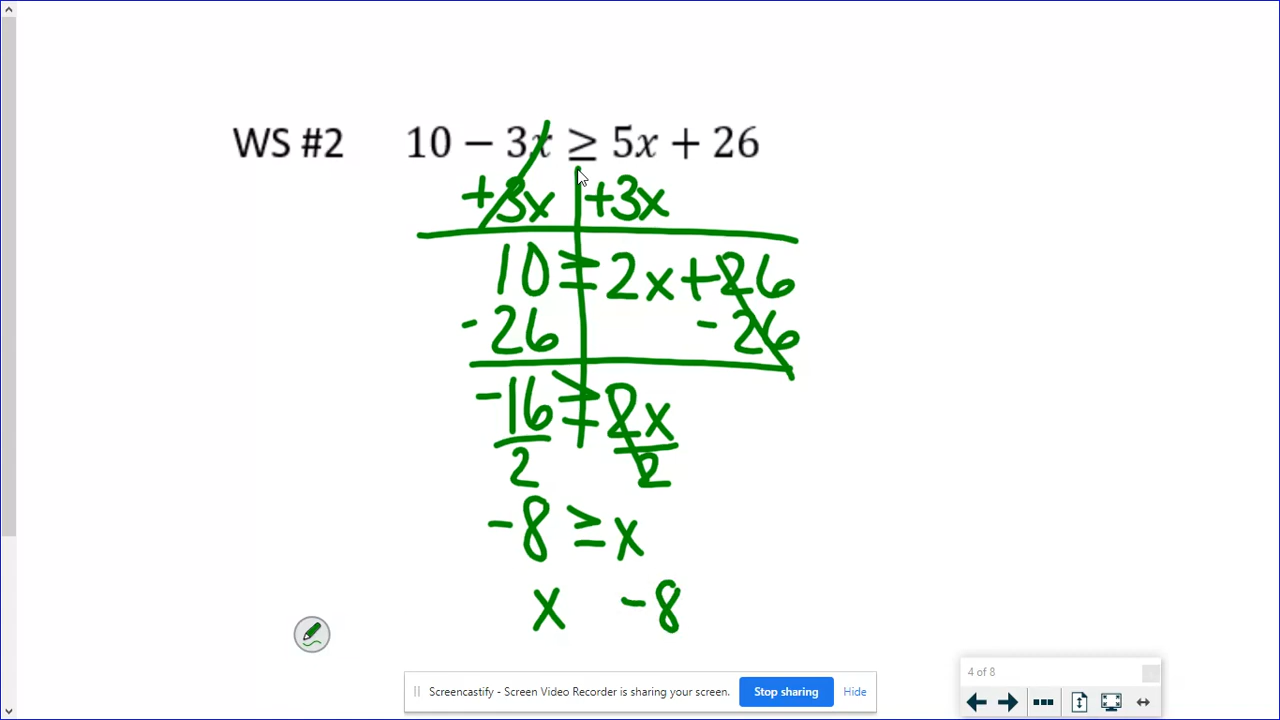 WS #2 10 − 3x ≥ 5x + 26
+3x +3x
10 ≥ 2x+26
-26 -26
-16 ≥ 2x
2 2
-8 ≥ x
x -8
4 of 8
Screencastify - Screen Video Recorder is sharing your screen. Stop sharing Hide